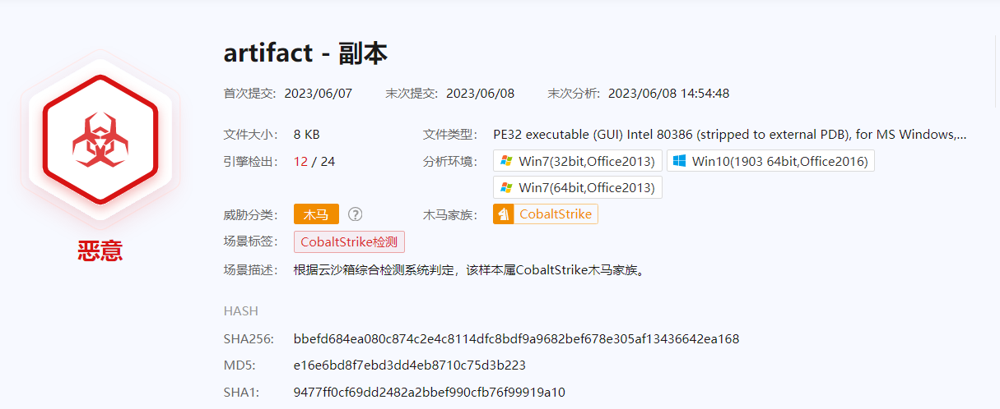 artifact - 副本
首次提交: 2023/06/07 末次提交: 2023/06/08 末次分析: 2023/06/08 14:54:48
文件大小: 8 KB 文件类型: PE32 executable (GUI) Intel 80386 (stripped to external PDB), for MS Windows,...
引擎检出: 12 / 24 分析环境: Win7(32bit,Office2013) Win10(1903 64bit,Office2016)
Win7(64bit,Office2013)
威胁分类: 木马 ? 木马家族: CobaltStrike
恶意
场景标签: CobaltStrike检测
场景描述: 根据云沙箱综合检测系统判定，该样本属CobaltStrike木马家族。
HASH
SHA256: bbefd684ea080c874c2e4c8114dfc8bdf9a9682bef678e305af13436642ea168
MD5: e16e6bd8f7ebd3dd4eb8710c75d3b223
SHA1: 9477ff0cf69dd2482a2bbef990cfb76f99919a10